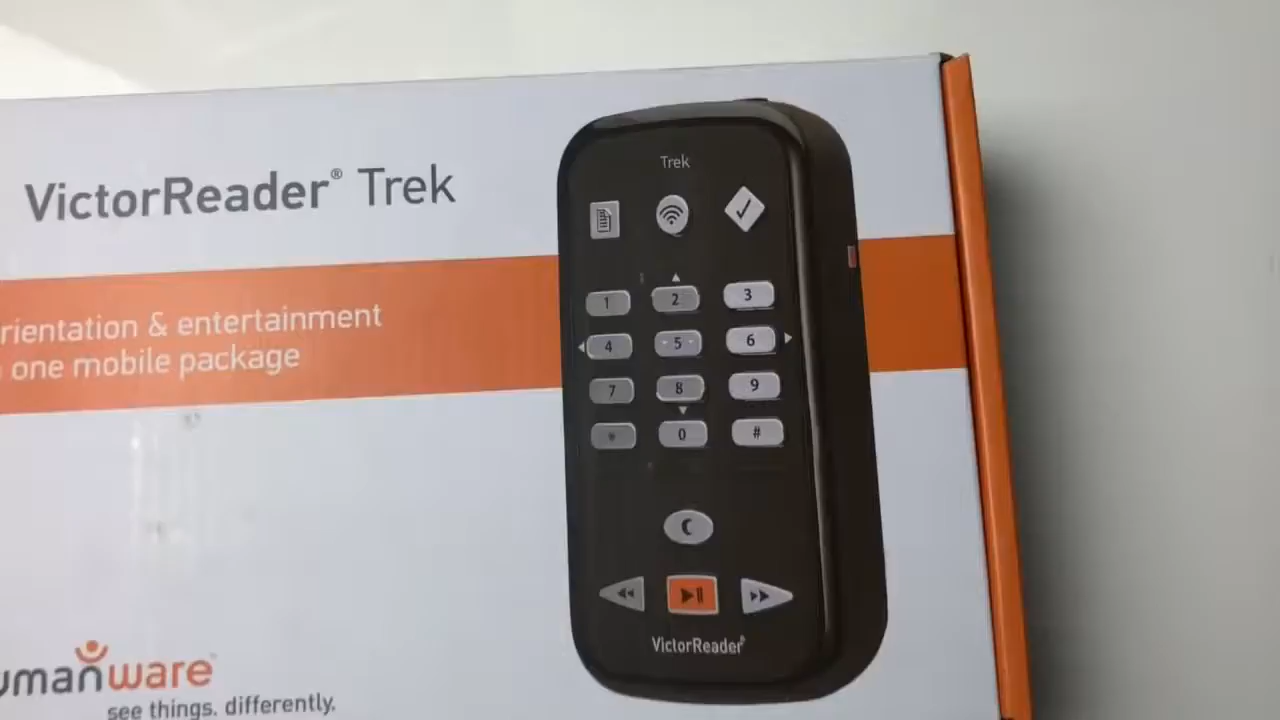 VictorReader® Trek
rientation & entertainment
one mobile package
umanware™
see things. differently.
Trek
1 2 3
4 5 6
7 8 9
* 0 #
VictorReader®